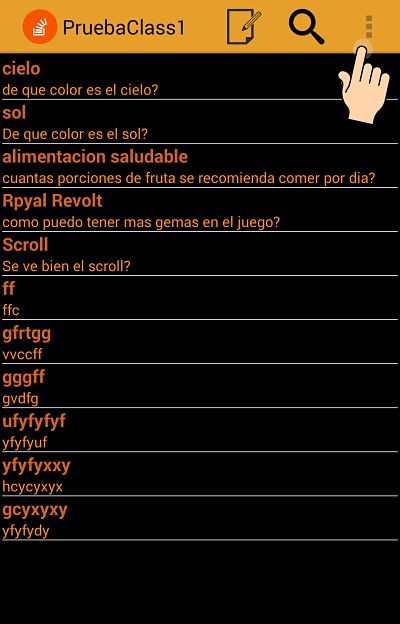 PruebaClass1
cielo
de que color es el cielo?
sol
De que color es el sol?
alimentacion saludable
cuantas porciones de fruta se recomienda comer por dia?
Rpyal Revolt
como puedo tener mas gemas en el juego?
Scroll
Se ve bien el scroll?
ff
ffc
gfrtgg
vvccff
gggff
gvdfg
ufyfyfyf
yfyfyuf
yfyfyxxy
hcycyxyx
gcyxyxy
yfyfydy